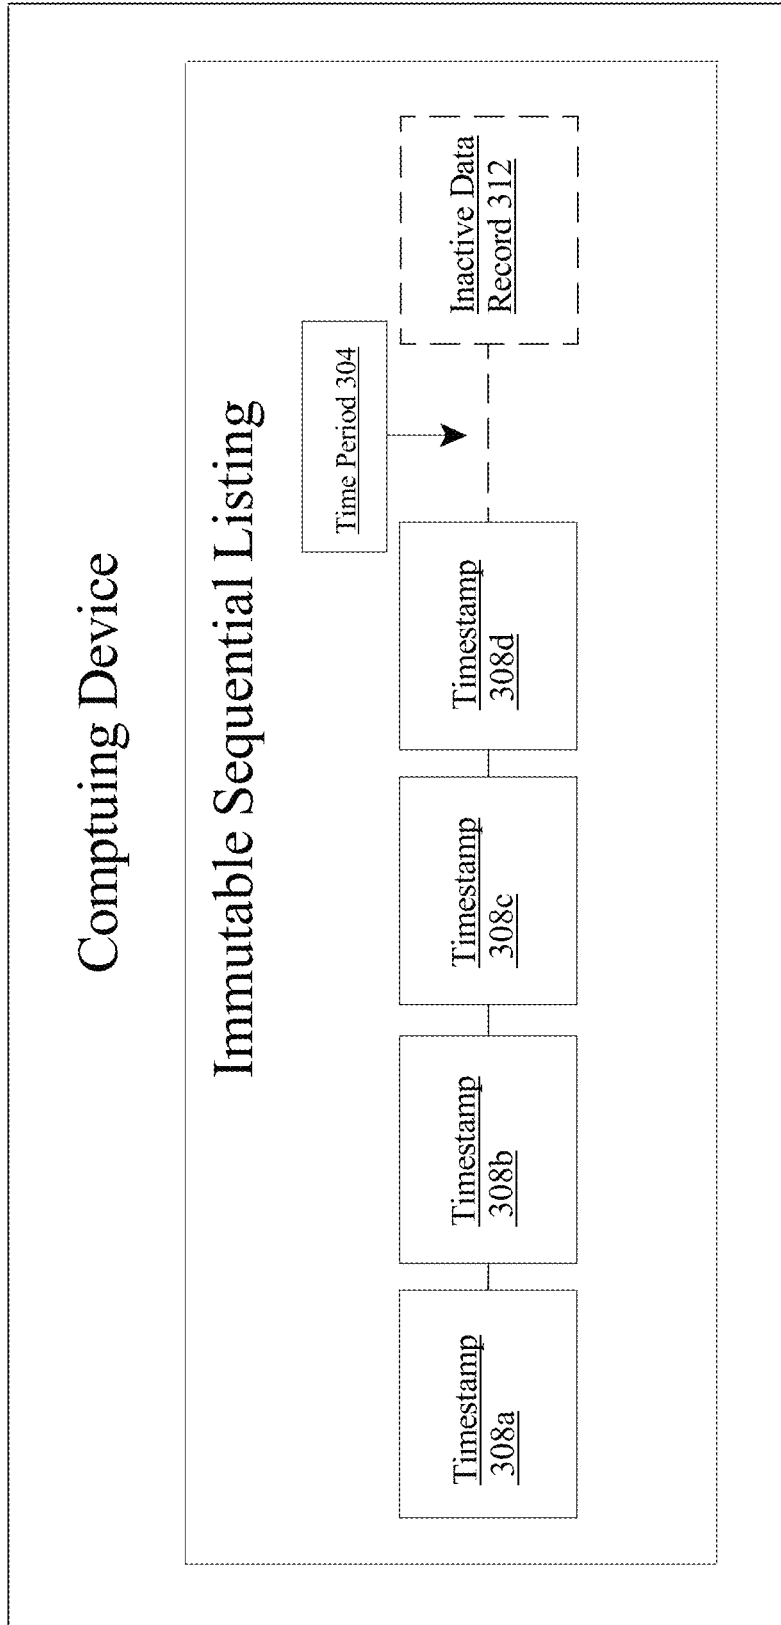 Comptuing Device
Immutable Sequential Listing
Time Period 304
Timestamp
308a
Timestamp
308b
Timestamp
308c
Timestamp
308d
Inactive Data
Record 312